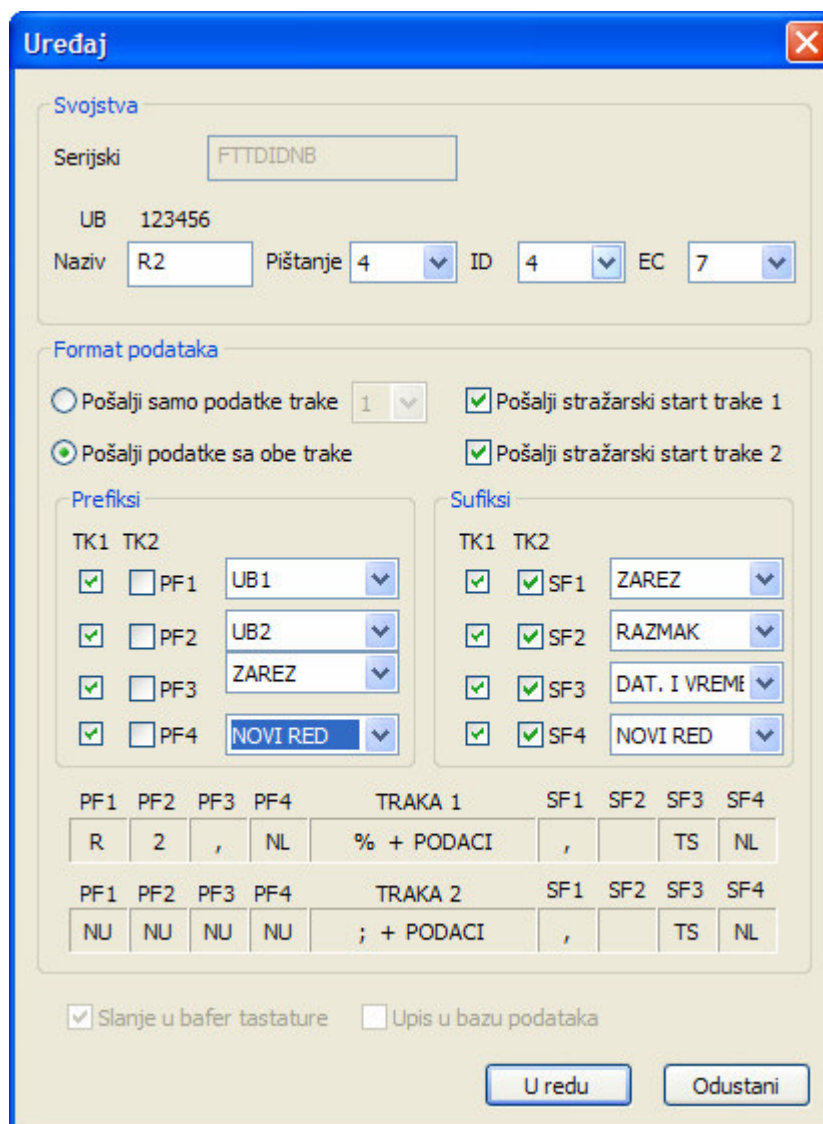 Uređaj
Svojstva
Serijski FTTDIDNB
UB 123456
Naziv R2 Pištanje 4 ID 4 EC 7
Format podataka
Pošalji samo podatke trake 1 Pošalji stražarski start trake 1
Pošalji podatke sa obe trake Pošalji stražarski start trake 2
Prefiksi Sufiksi
TK1 TK2 TK1 TK2
PF1 UB1 SF1 ZAREZ
PF2 UB2 SF2 RAZMAK
PF3 ZAREZ SF3 DAT. I VREME
PF4 NOVI RED SF4 NOVI RED
PF1 PF2 PF3 PF4 TRAKA 1 SF1 SF2 SF3 SF4
R 2 , NL % + PODACI , TS NL
PF1 PF2 PF3 PF4 TRAKA 2 SF1 SF2 SF3 SF4
NU NU NU NU ; + PODACI , TS NL
Slanje u bafer tastature Upis u bazu podataka
U redu Odustani